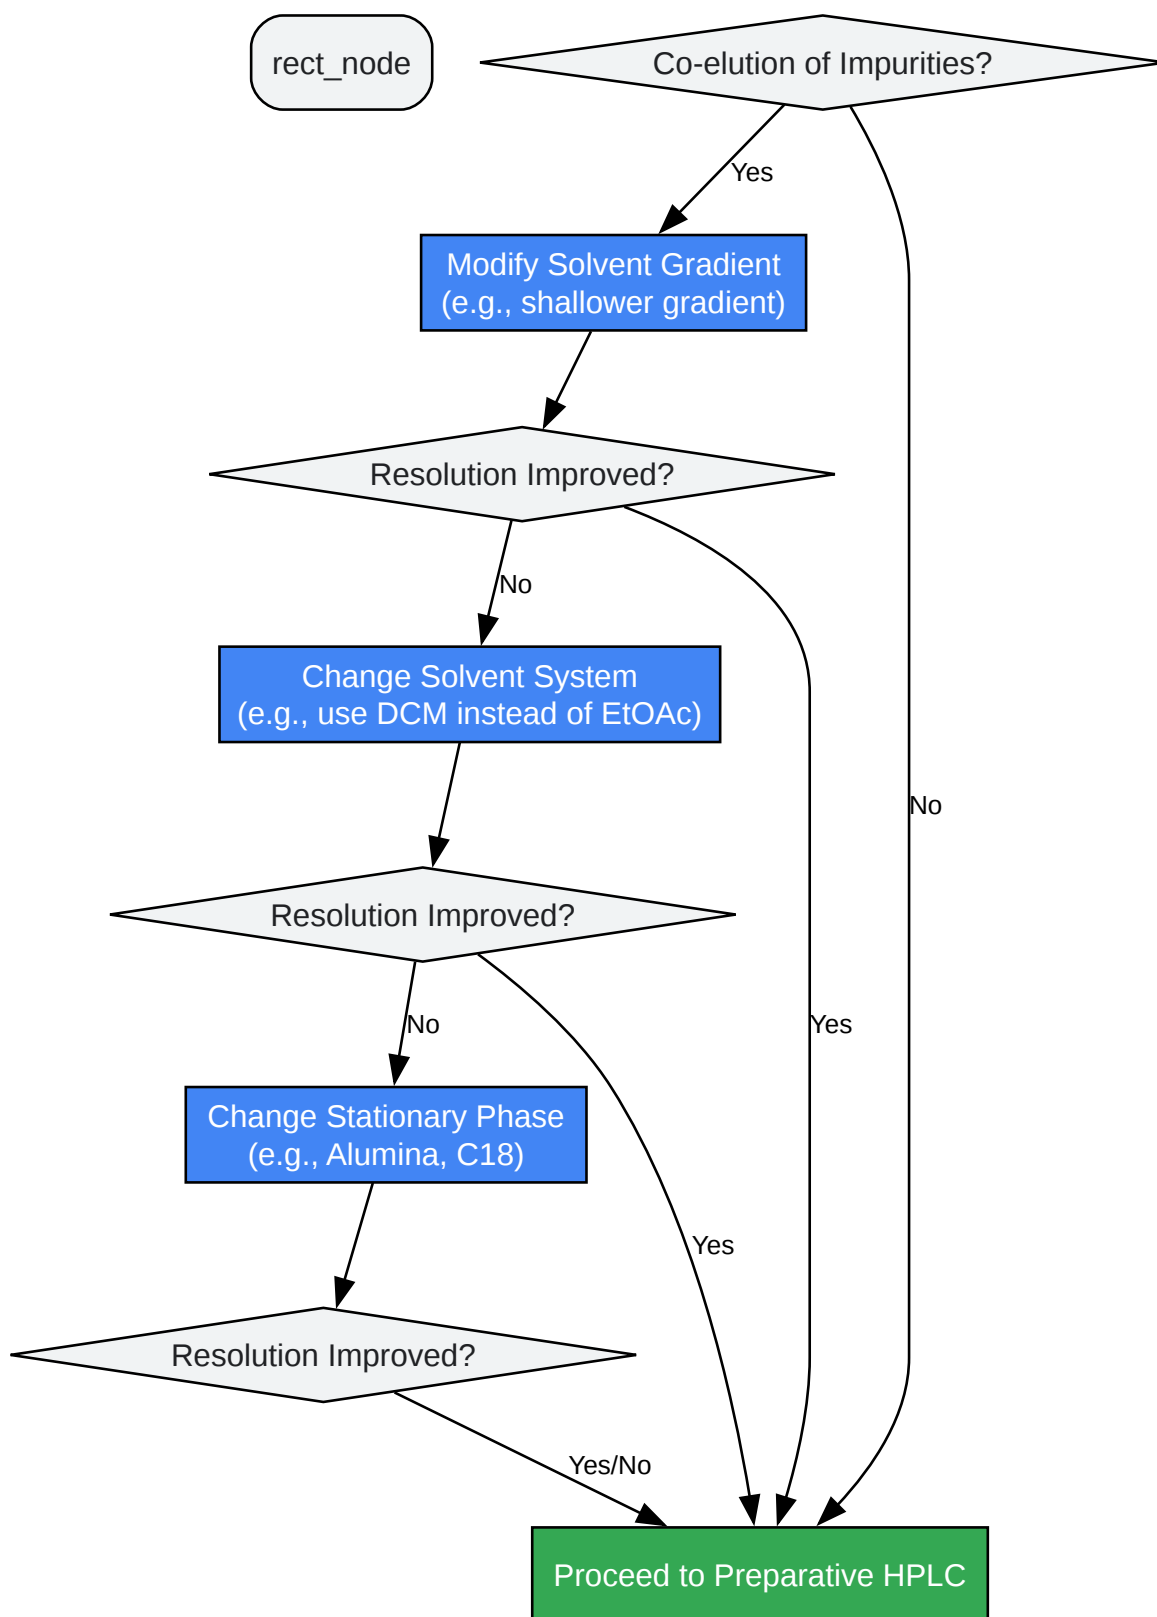 rect_node
Co-elution of Impurities?
Yes
Modify Solvent Gradient
(e.g., shallower gradient)
Resolution Improved?
No
Change Solvent System
(e.g., use DCM instead of EtOAc)
No
Resolution Improved?
No
Yes
Change Stationary Phase
(e.g., Alumina, C18)
Yes
Resolution Improved?
Yes/No
Proceed to Preparative HPLC